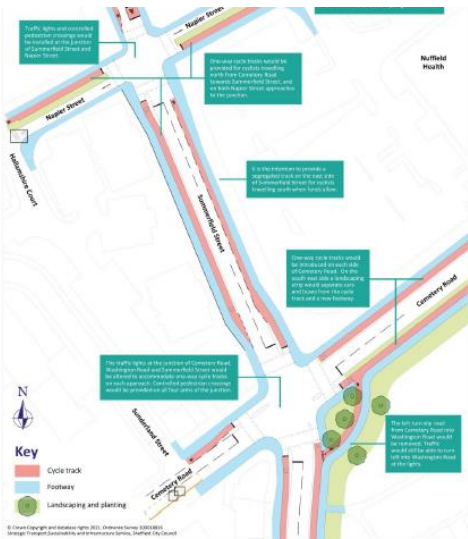 Napier Street
Traffic lights and controlled
pedestrian crossings would
be installed at the junction
of Summerfield Street and
Napier Street.
Nuffield
Health
One-way cycle tracks would be
provided for cyclists travelling
north from Cemetery Road
towards Summerfield Street, and
on both Napier Street approaches
to the junction.
Napier Street
Hallamshire Court
It is the intention to provide a
segregated track on the east side
of Summerfield Street for cyclists
travelling south when funds allow.
Summerfield Street
One-way cycle tracks would
be introduced on each side
of Cemetery Road. On the
south east side a landscaping
strip would separate cars
and buses from the cycle
track and a new footway.
Cemetery Road
The traffic lights at the junction of Cemetery Road,
Washington Road and Summerfield Street would
be altered to accommodate one-way cycle tracks
on each approach. Controlled pedestrian crossings
would be provided on all four arms of the junction.
Sunderland Street
N
The left turn slip road
from Cemetery Road into
Washington Road would
be removed. Traffic
would still be able to turn
left into Washington Road
at the lights.
Cemetery Road
Key
Cycle track
Footway
Landscaping and planting
© Crown Copyright and database rights 2021. Ordnance Survey
Strategic Transport, Sustainability and Infrastructure Service, Sheffield City Council